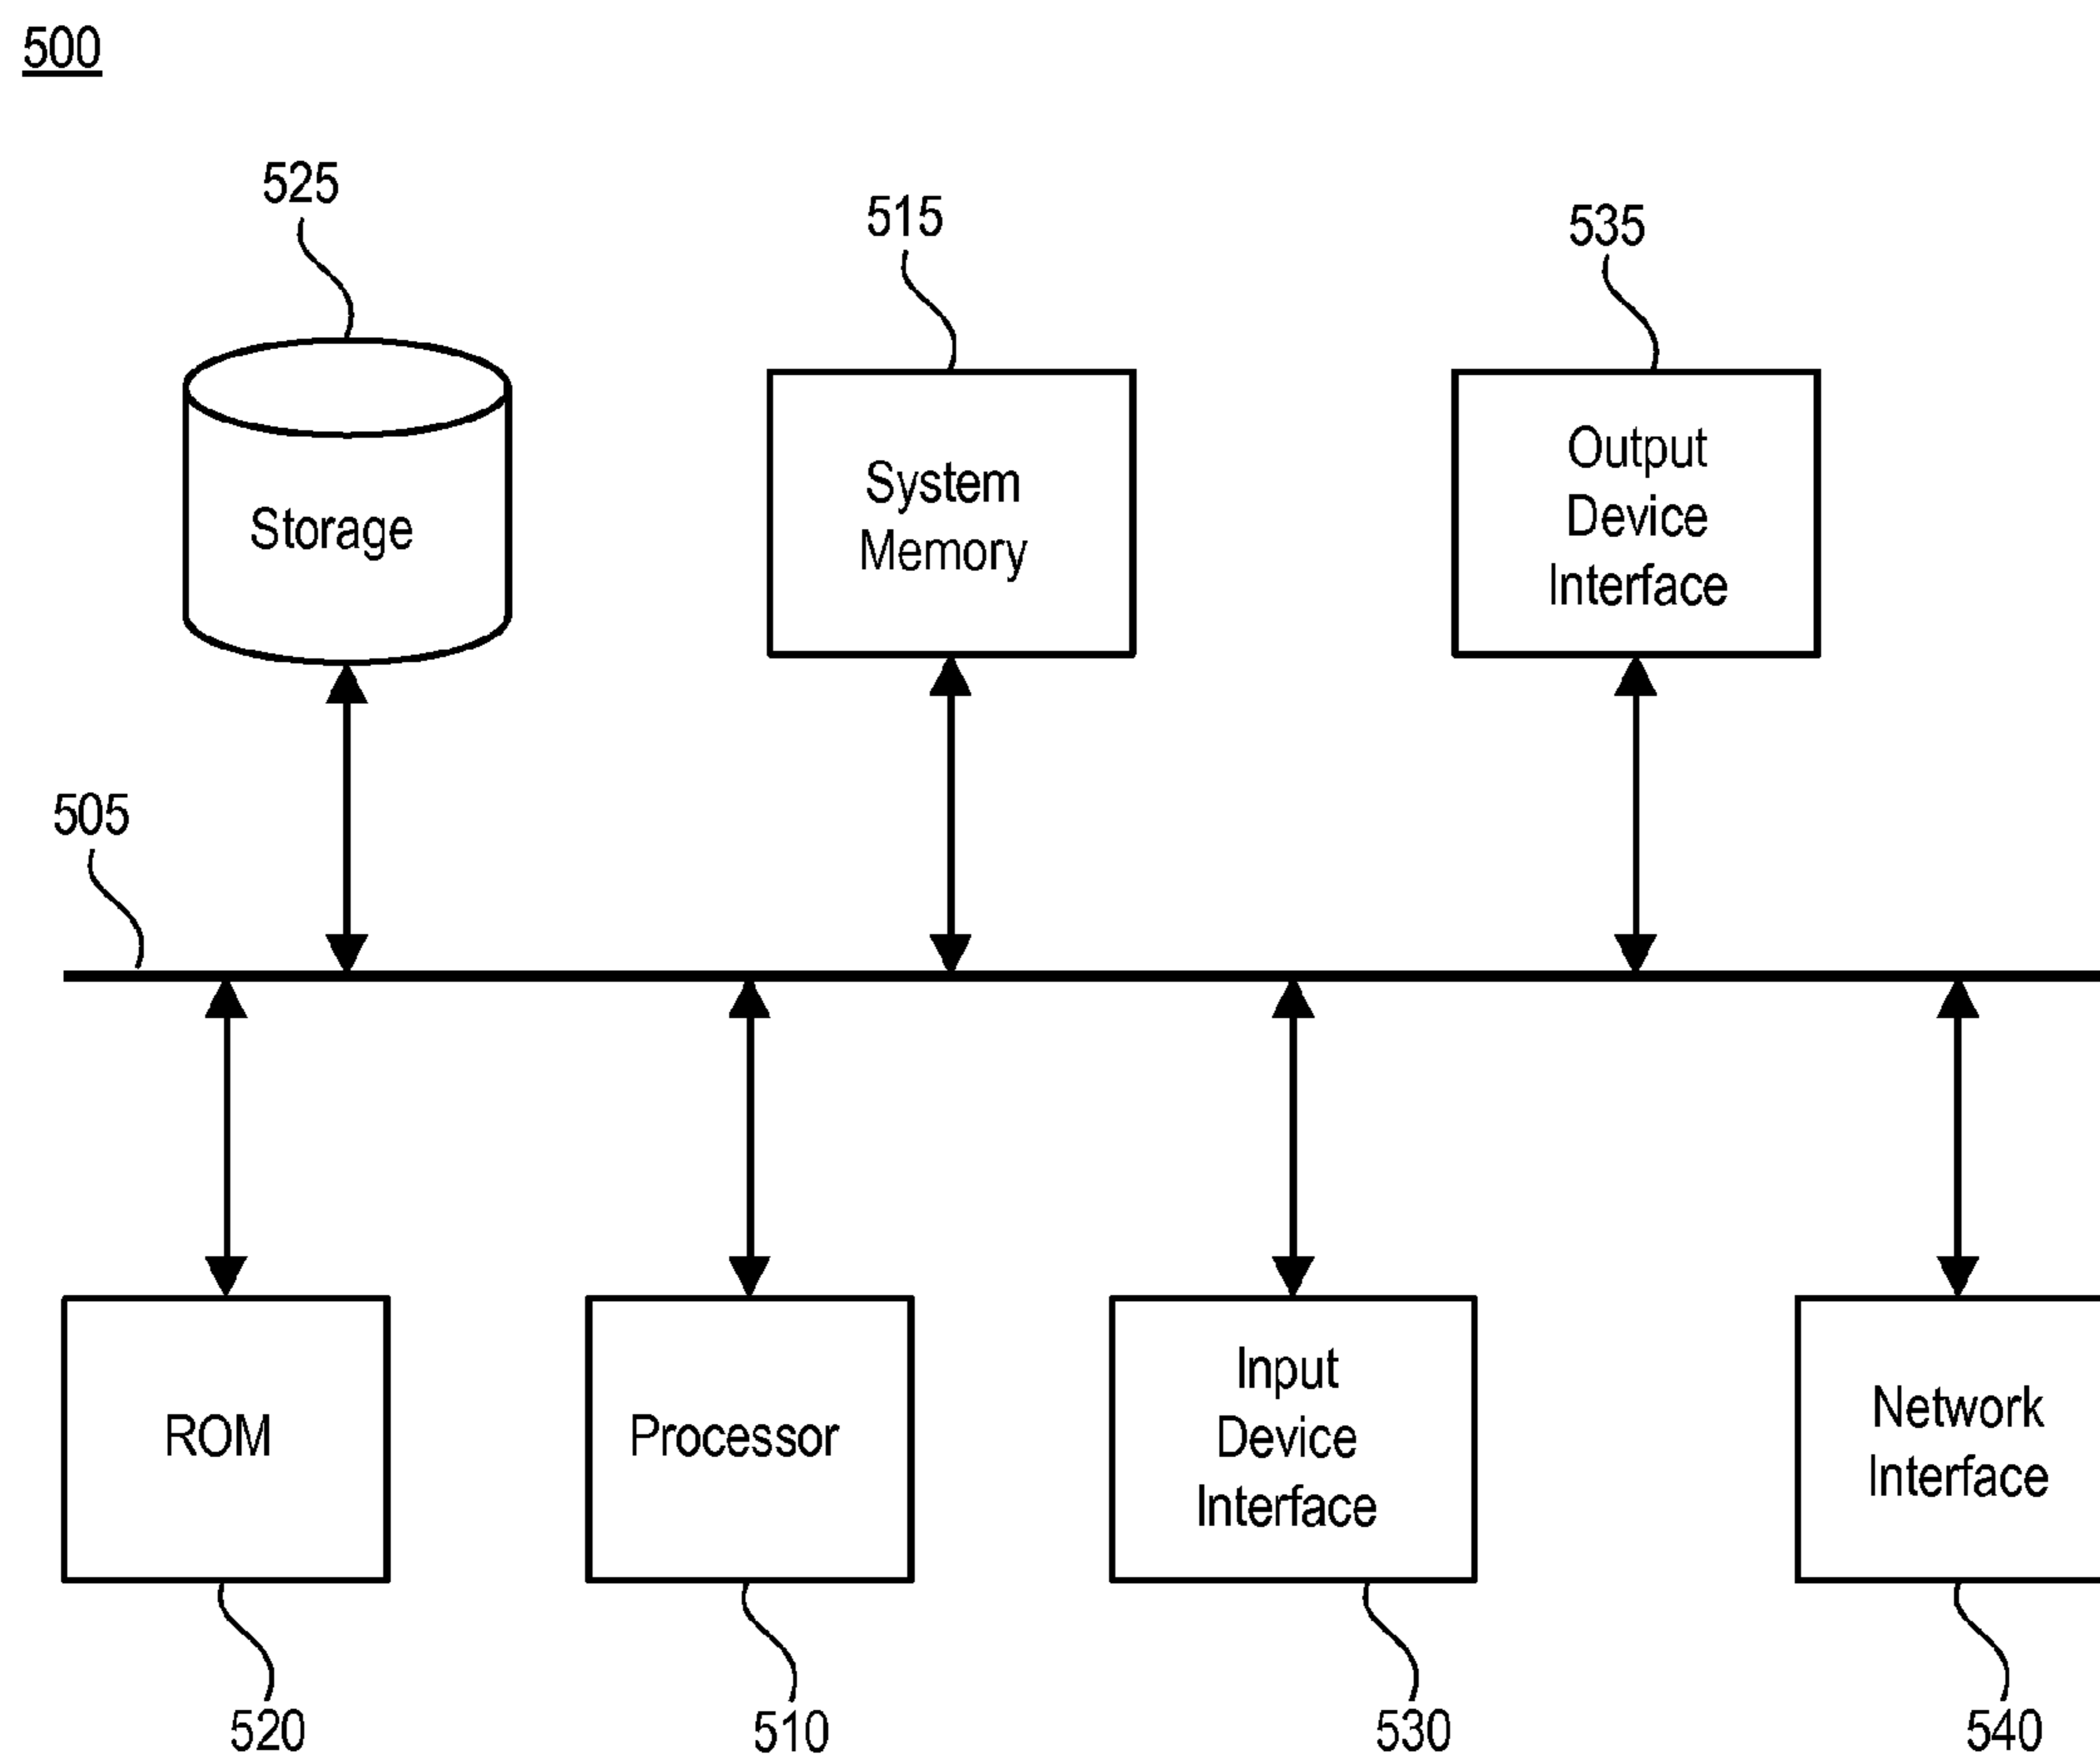 500
525
515
535
Storage
System
Memory
Output
Device
Interface
505
ROM
Processor
Input
Device
Interface
Network
Interface
520
510
530
540